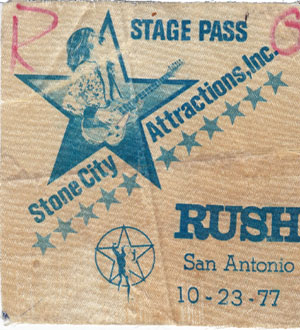 R
STAGE PASS
Stone City Attractions, Inc.
RUSH
San Antonio
10-23-77